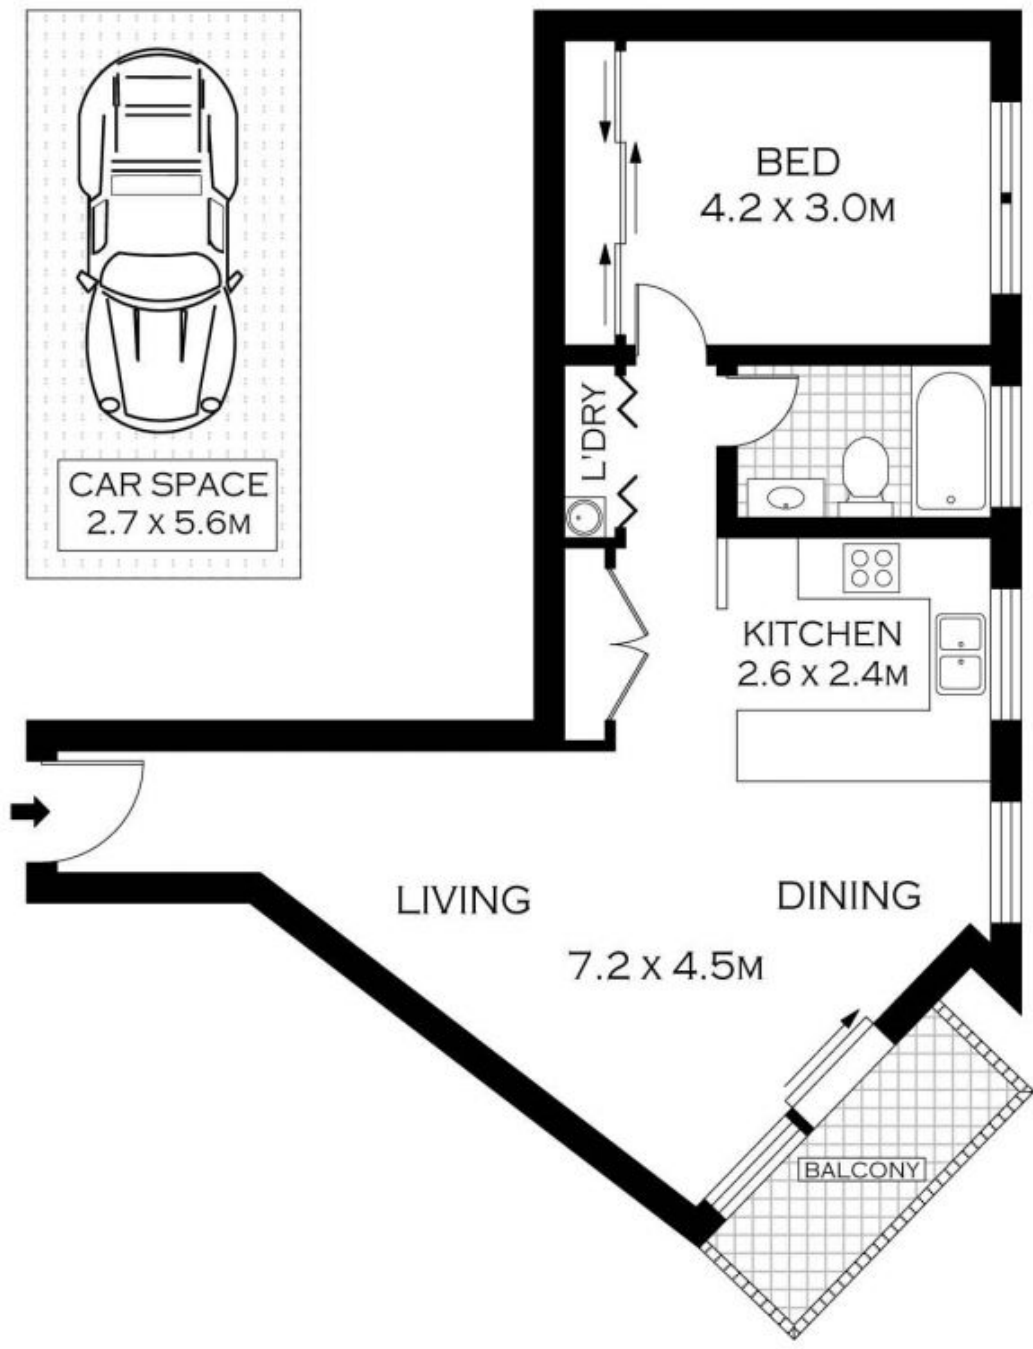 BED
4.2 X 3.0M
L'DRY
CAR SPACE
2.7 X 5.6M
KITCHEN
2.6 X 2.4M
LIVING
DINING
7.2 X 4.5M
BALCONY